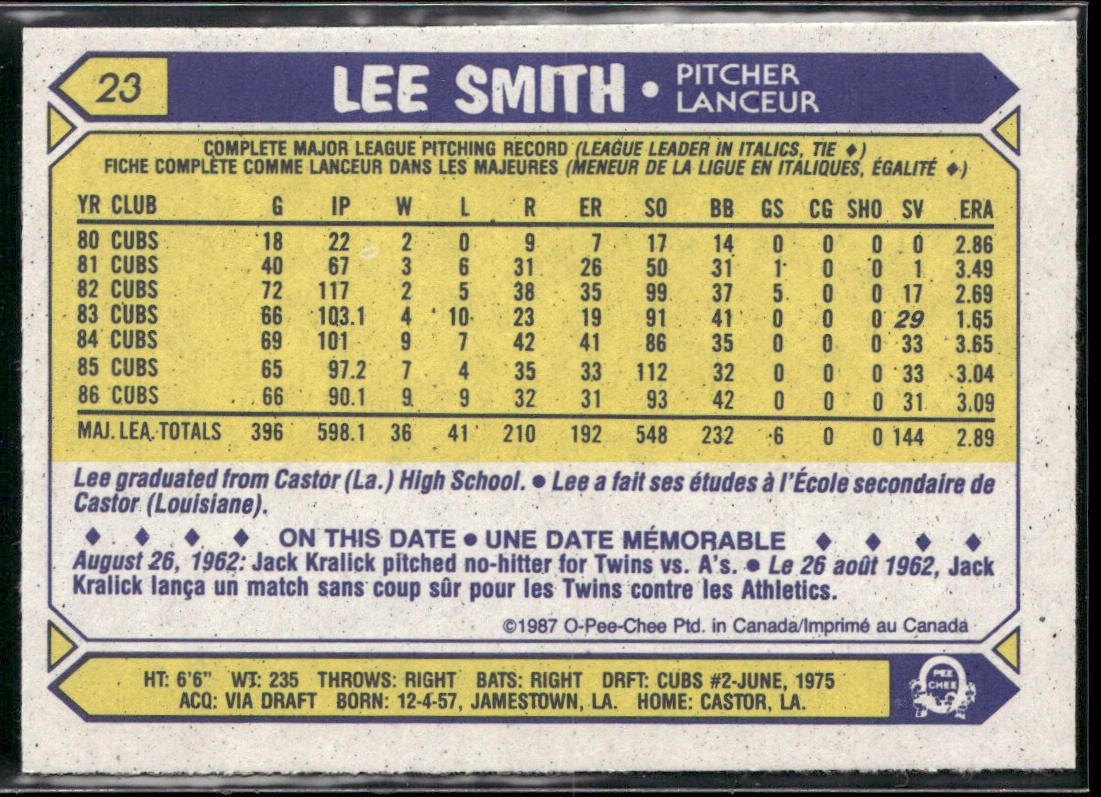 23 LEE SMITH • PITCHER
LANCEUR
COMPLETE MAJOR LEAGUE PITCHING RECORD (LEAGUE LEADER IN ITALICS, TIE ♦)
FICHE COMPLÈTE COMME LANCEUR DANS LES MAJEURES (MENEUR DE LA LIGUE EN ITALIQUES, ÉGALITÉ ♦)
YR CLUB G IP W L R ER SO BB GS CG SHO SV ERA
80 CUBS 18 22 2 0 9 7 17 14 0 0 0 0 2.86
81 CUBS 40 67 3 6 31 26 50 31 1 0 0 1 3.49
82 CUBS 72 117 2 5 38 35 99 37 5 0 0 17 2.69
83 CUBS 66 103.1 4 10 23 19 91 41 0 0 0 29 1.65
84 CUBS 69 101 9 7 42 41 86 35 0 0 0 33 3.65
85 CUBS 65 97.2 7 4 35 33 112 32 0 0 0 33 3.04
86 CUBS 66 90.1 9 9 32 31 93 42 0 0 0 31 3.09
MAJ. LEA. TOTALS 396 598.1 36 41 210 192 548 232 6 0 0 144 2.89
Lee graduated from Castor (La.) High School. • Lee a fait ses études à l'École secondaire de
Castor (Louisiane).
♦ ♦ ♦ ♦ ON THIS DATE • UNE DATE MÉMORABLE ♦ ♦ ♦ ♦
August 26, 1962: Jack Kralick pitched no-hitter for Twins vs. A's. • Le 26 août 1962, Jack
Kralick lança un match sans coup sûr pour les Twins contre les Athletics.
©1987 O-Pee-Chee Ptd. in Canada/Imprimé au Canada
HT: 6'6" WT: 235 THROWS: RIGHT BATS: RIGHT DRFT: CUBS #2-JUNE, 1975
ACQ: VIA DRAFT BORN: 12-4-57, JAMESTOWN, LA. HOME: CASTOR, LA.
O
PEE
CHEE